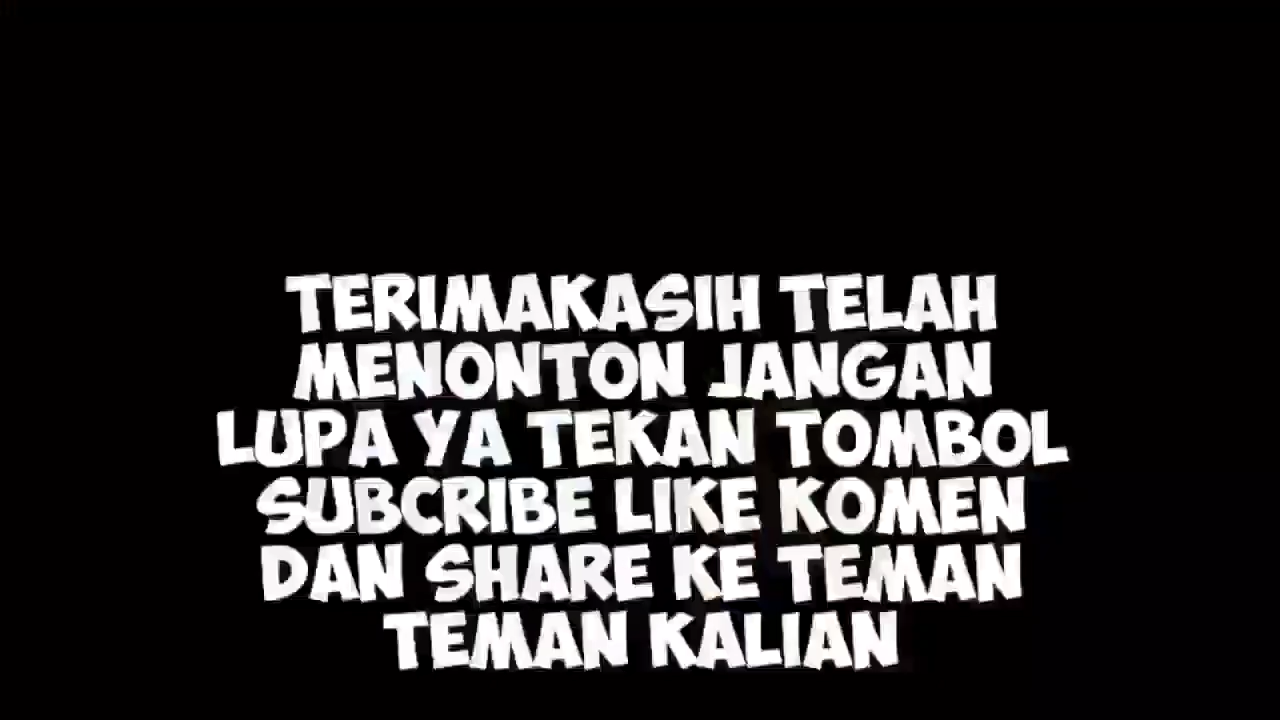 TERIMAKASIH TELAH
MENONTON JANGAN
LUPA YA TEKAN TOMBOL
SUBCRIBE LIKE KOMEN
DAN SHARE KE TEMAN
TEMAN KALIAN